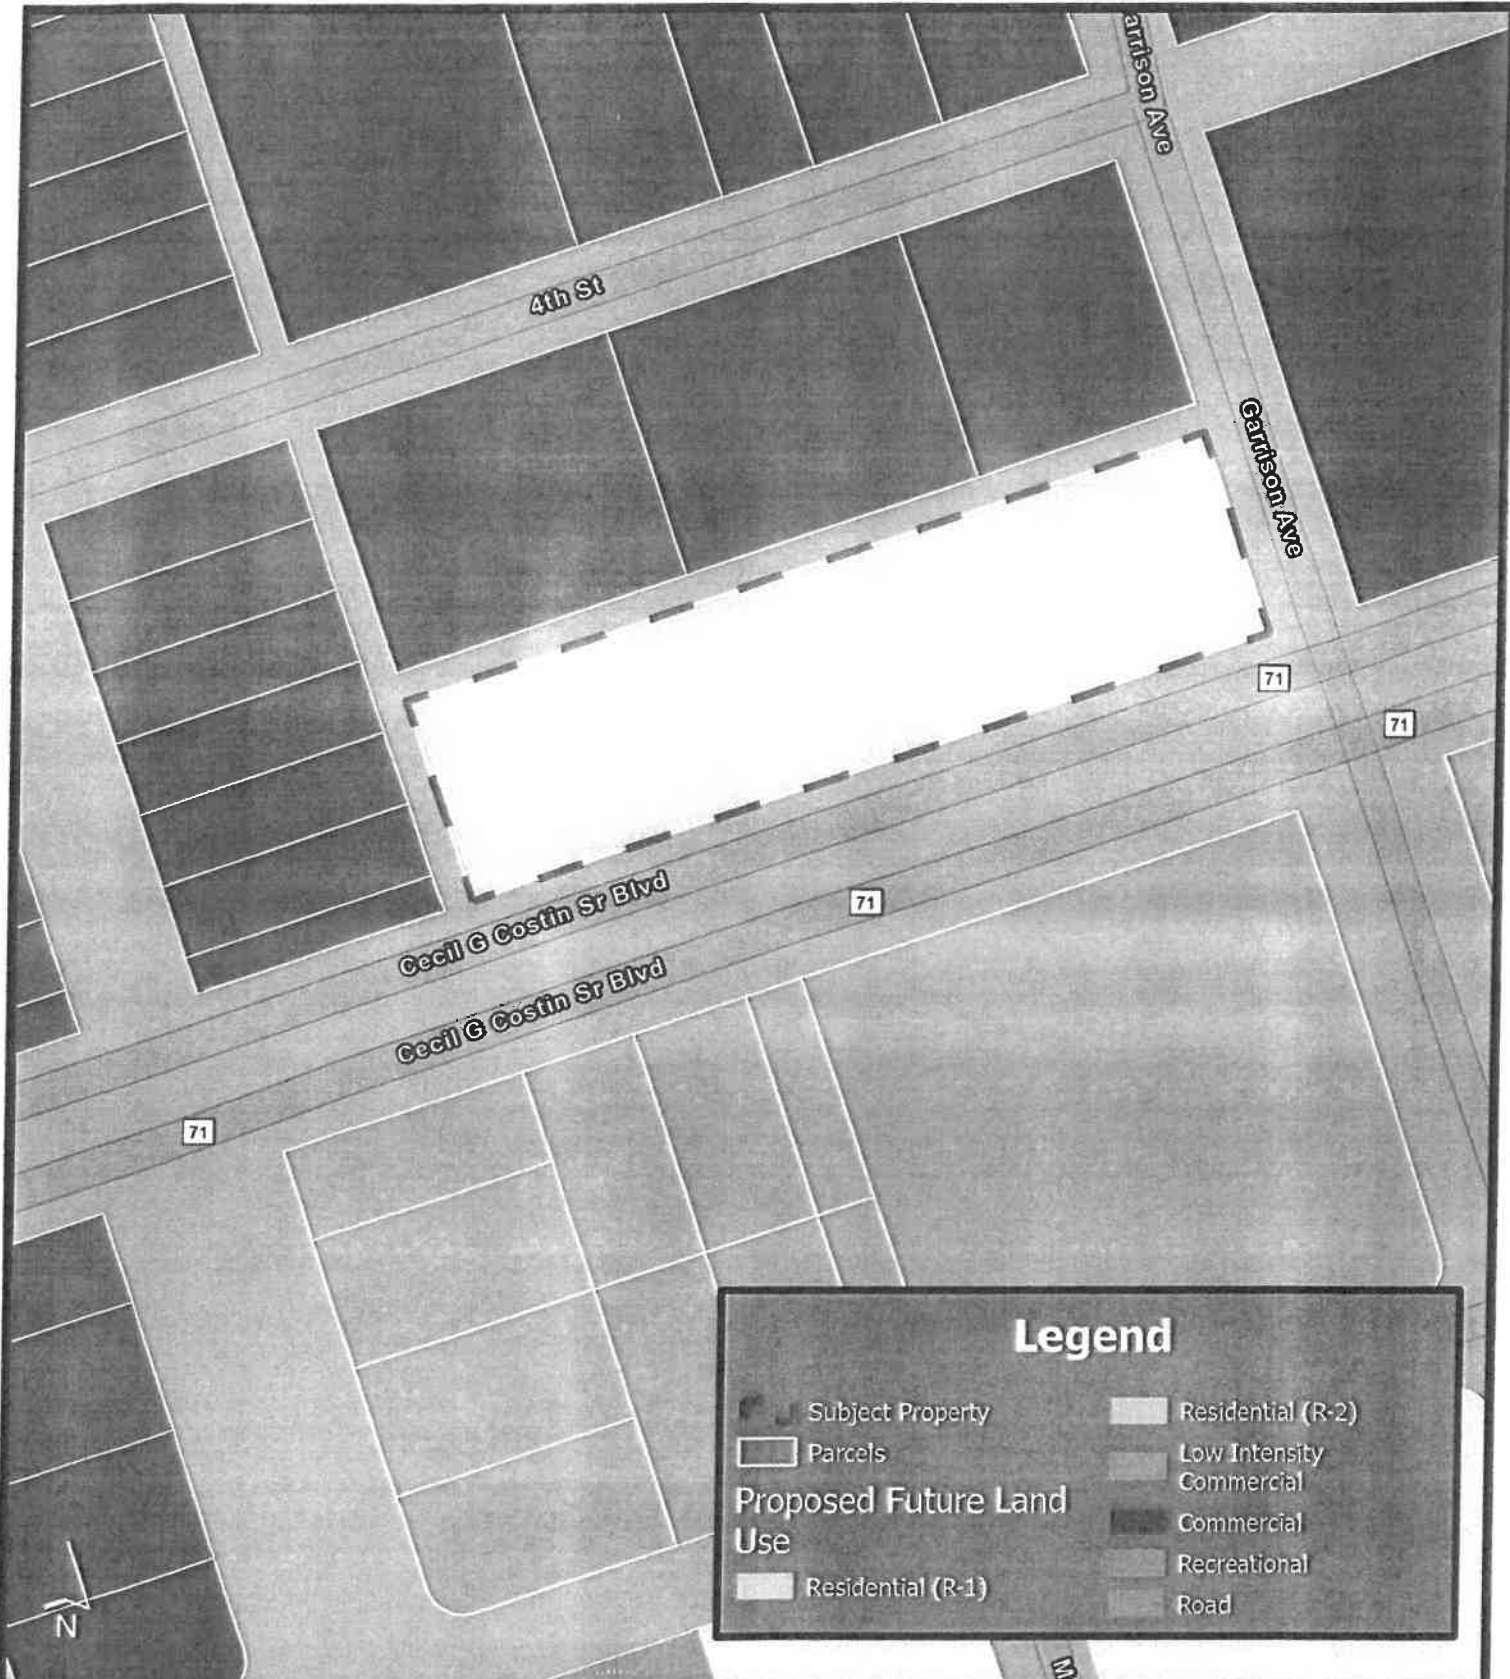 arrison Ave
4th St
Garrison Ave
71
71
Cecil G Costin Sr Blvd
71
Cecil G Costin Sr Blvd
71
Legend
Subject Property
Parcels
Proposed Future Land
Use
Residential (R-1)
Residential (R-2)
Low Intensity
Commercial
Commercial
Recreational
Road
N
M